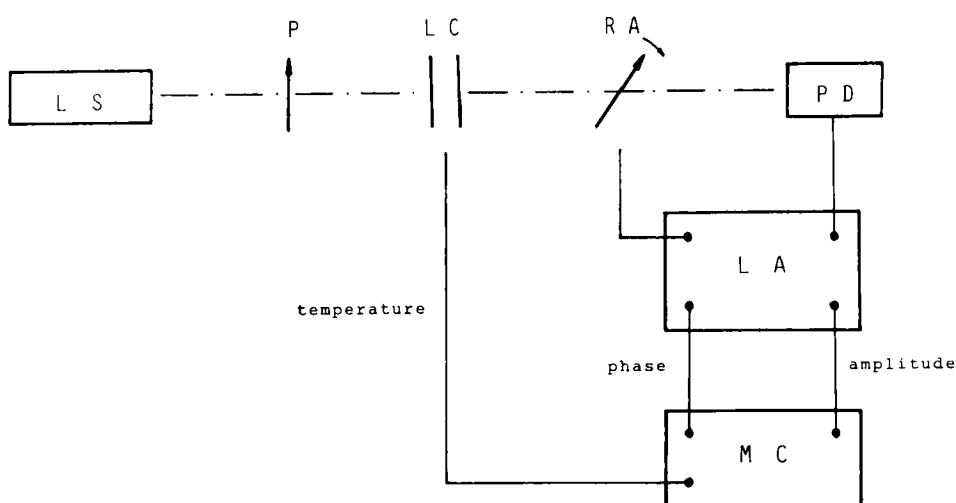 P
L C
R A
L S
P D
L A
temperature
phase
amplitude
M C